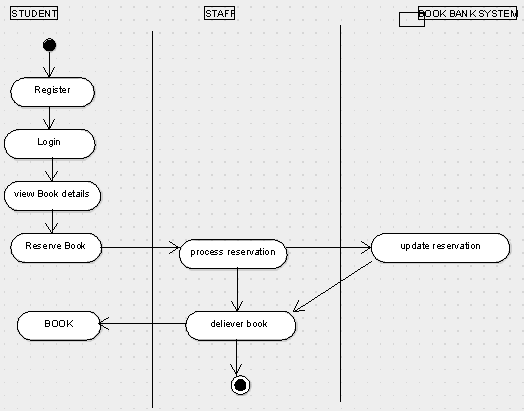 STUDENT
STAFF
BOOK BANK SYSTEM
Register
Login
view Book details
Reserve Book
process reservation
update reservation
BOOK
deliever book